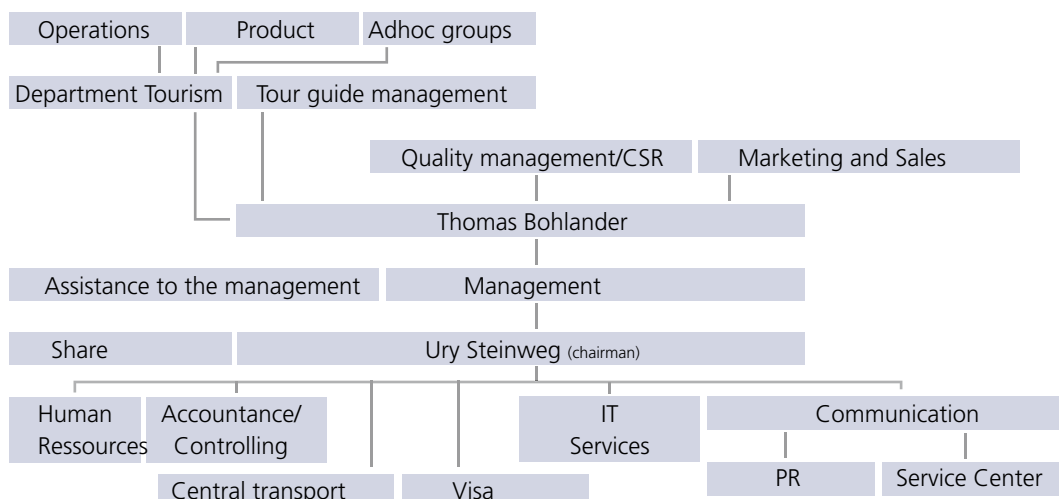 Operations
Product
Adhoc groups
Department Tourism
Tour guide management
Quality management/CSR
Marketing and Sales
Thomas Bohlander
Assistance to the management
Management
Share
Ury Steinweg (chairman)
Human
Ressources
Accountance/
Controlling
IT
Services
Communication
Central transport
Visa
PR
Service Center